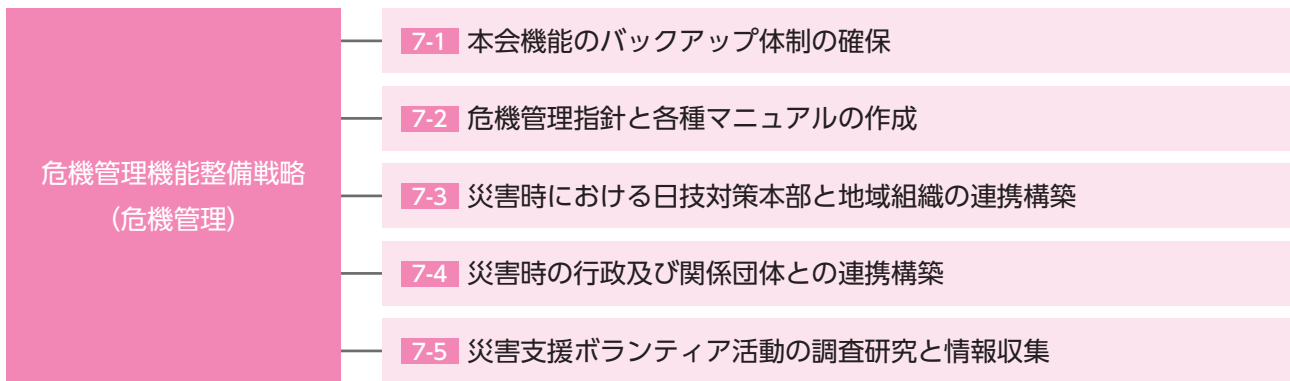 危機管理機能整備戦略
(危機管理)
7-1 本会機能のバックアップ体制の確保
7-2 危機管理指針と各種マニュアルの作成
7-3 災害時における日技対策本部と地域組織の連携構築
7-4 災害時の行政及び関係団体との連携構築
7-5 災害支援ボランティア活動の調査研究と情報収集